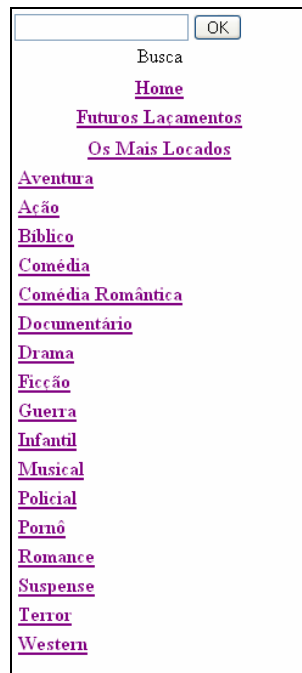 OK
Busca
Home
Futuros Laçamentos
Os Mais Locados
Aventura
Ação
Bíblico
Comédia
Comédia Romântica
Documentário
Drama
Ficção
Guerra
Infantil
Musical
Policial
Pornô
Romance
Suspense
Terror
Western